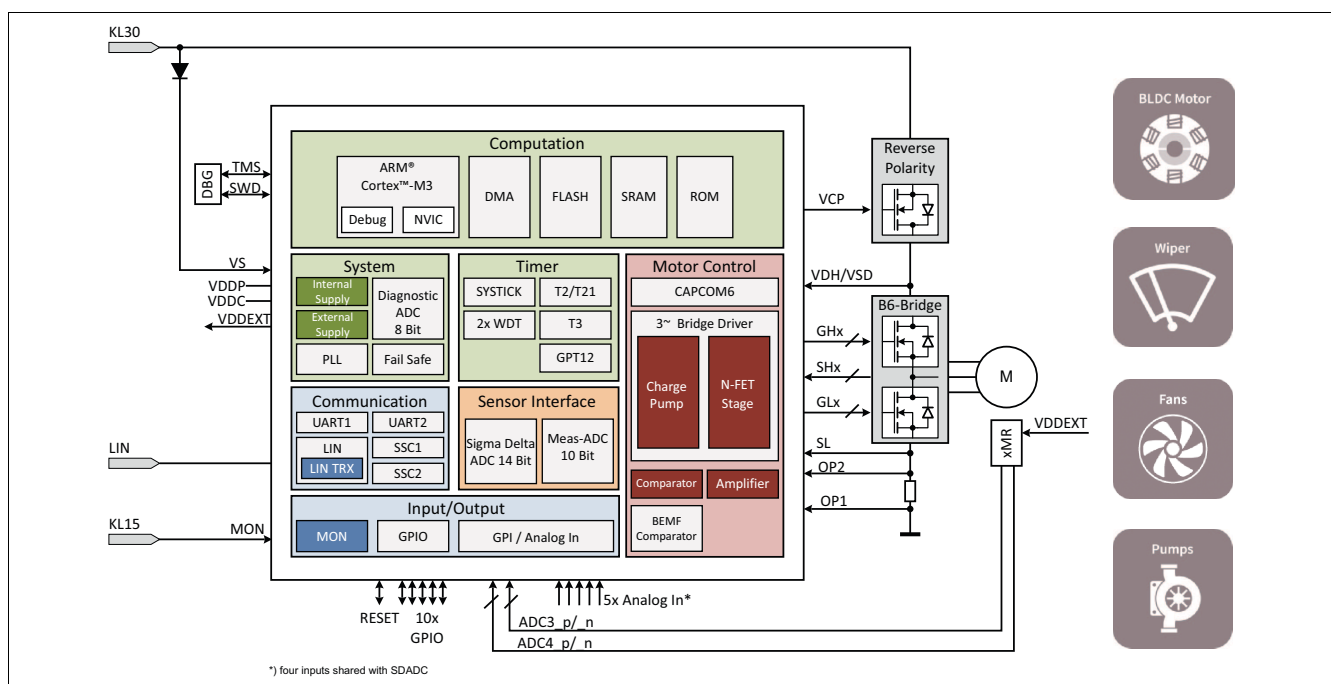 KL30
BLDC Motor
Computation
ARM®
Cortex™-M3
Debug
NVIC
DMA
FLASH
SRAM
ROM
DBG
TMS
SWD
VCP
Reverse
Polarity
Wiper
VS
VDDP
VDDC
VDDEXT
System
Internal
Supply
External
Supply
Diagnostic
ADC
8 Bit
PLL
Fail Safe
Timer
SYSTICK
T2/T21
2x WDT
T3
GPT12
Motor Control
CAPCOM6
3~ Bridge Driver
Charge
Pump
N-FET
Stage
Comparator
Amplifier
BEMF
Comparator
VDH/VSD
B6-Bridge
GHx
SHx
GLx
M
SL
OP2
OP1
xMR
VDDEXT
Fans
Communication
UART1
UART2
LIN
LIN TRX
SSC1
SSC2
Sensor Interface
Sigma Delta
ADC 14 Bit
Meas-ADC
10 Bit
LIN
Input/Output
MON
GPIO
GPI / Analog In
KL15
MON
Pumps
RESET
10x
GPIO
5x Analog In*
ADC3_p/_n
ADC4_p/_n
*) four inputs shared with SDADC